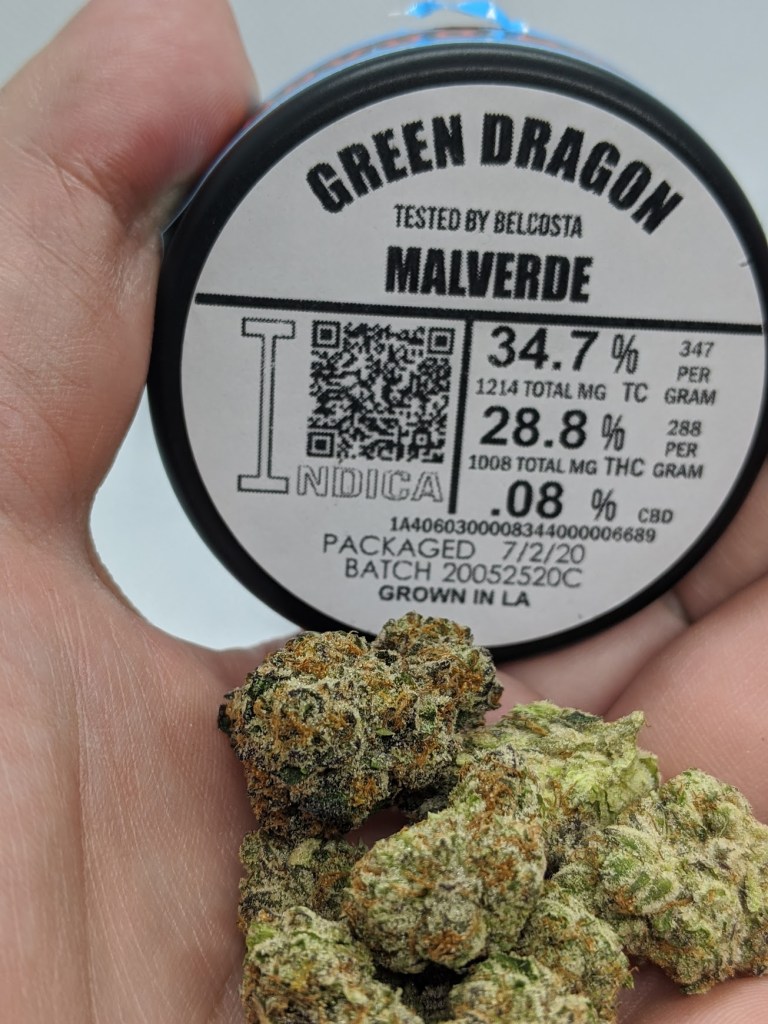 GREEN DRAGON
TESTED BY BELCOSTA
MALVERDE
INDICA
34.7 % 347 PER GRAM
1214 TOTAL MG TC
28.8 % 288 PER GRAM
1008 TOTAL MG THC
.08 % CBD
1A4060300008344000006689
PACKAGED 7/2/20
BATCH 20052520C
GROWN IN LA